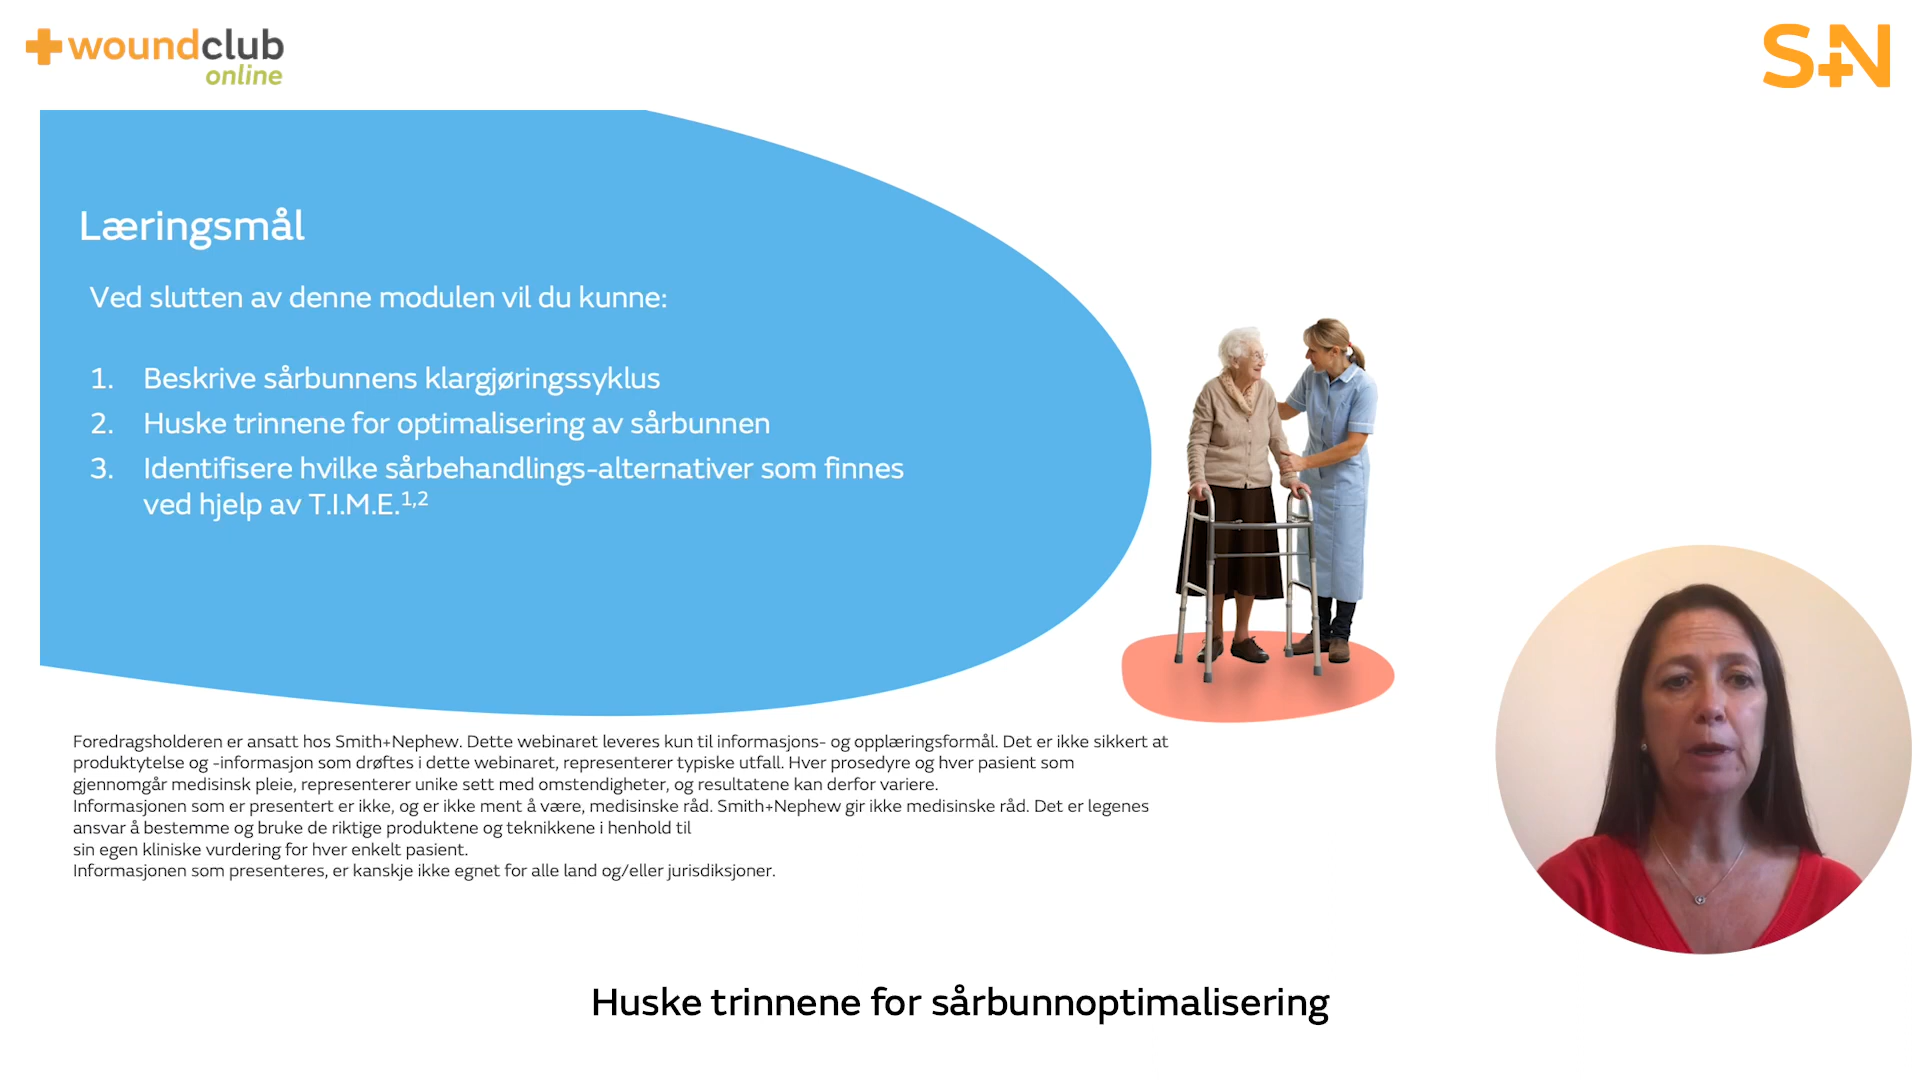 woundclub
online
S+N
Læringsmål
Ved slutten av denne modulen vil du kunne:
1. Beskrive sårbunnens klargjøringssyklus
2. Huske trinnene for optimalisering av sårbunnen
3. Identifisere hvilke sårbehandlings-alternativer som finnes
ved hjelp av T.I.M.E.1,2
Foredragsholderen er ansatt hos Smith+Nephew. Dette webinaret leveres kun til informasjons- og opplæringsformål. Det er ikke sikkert at
produktytelse og -informasjon som drøftes i dette webinaret, representerer typiske utfall. Hver prosedyre og hver pasient som
gjennomgår medisinsk pleie, representerer unike sett med omstendigheter, og resultatene kan derfor variere.
Informasjonen som er presentert er ikke, og er ikke ment å være, medisinske råd. Smith+Nephew gir ikke medisinske råd. Det er legenes
ansvar å bestemme og bruke de riktige produktene og teknikkene i henhold til
sin egen kliniske vurdering for hver enkelt pasient.
Informasjonen som presenteres, er kanskje ikke egnet for alle land og/eller jurisdiksjoner.
Huske trinnene for sårbunnoptimalisering